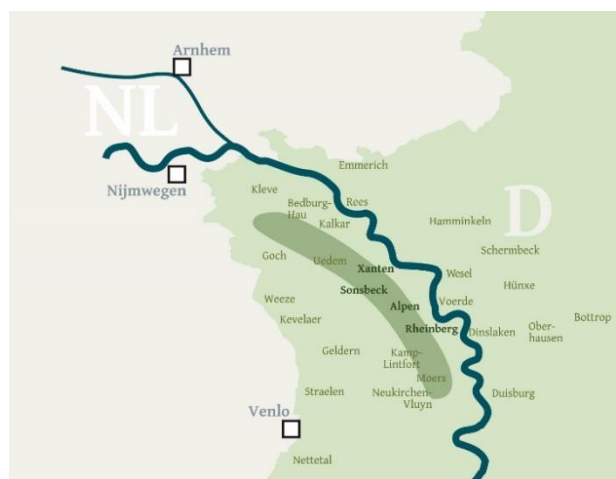 Arnhem
NL
Nijmwegen
Emmerich
Kleve
Bedburg-
Hau
Rees
Kalkar
D
Hamminkeln
Schermbeck
Goch
Uedem
Xanten
Wesel
Hünxe
Sonsbeck
Weeze
Alpen
Voerde
Kevelaer
Rheinberg
Dinslaken
Ober-
hausen
Bottrop
Geldern
Kamp-
Lintfort
Moers
Straelen
Neukirchen-
Vluyn
Duisburg
Venlo
Nettetal